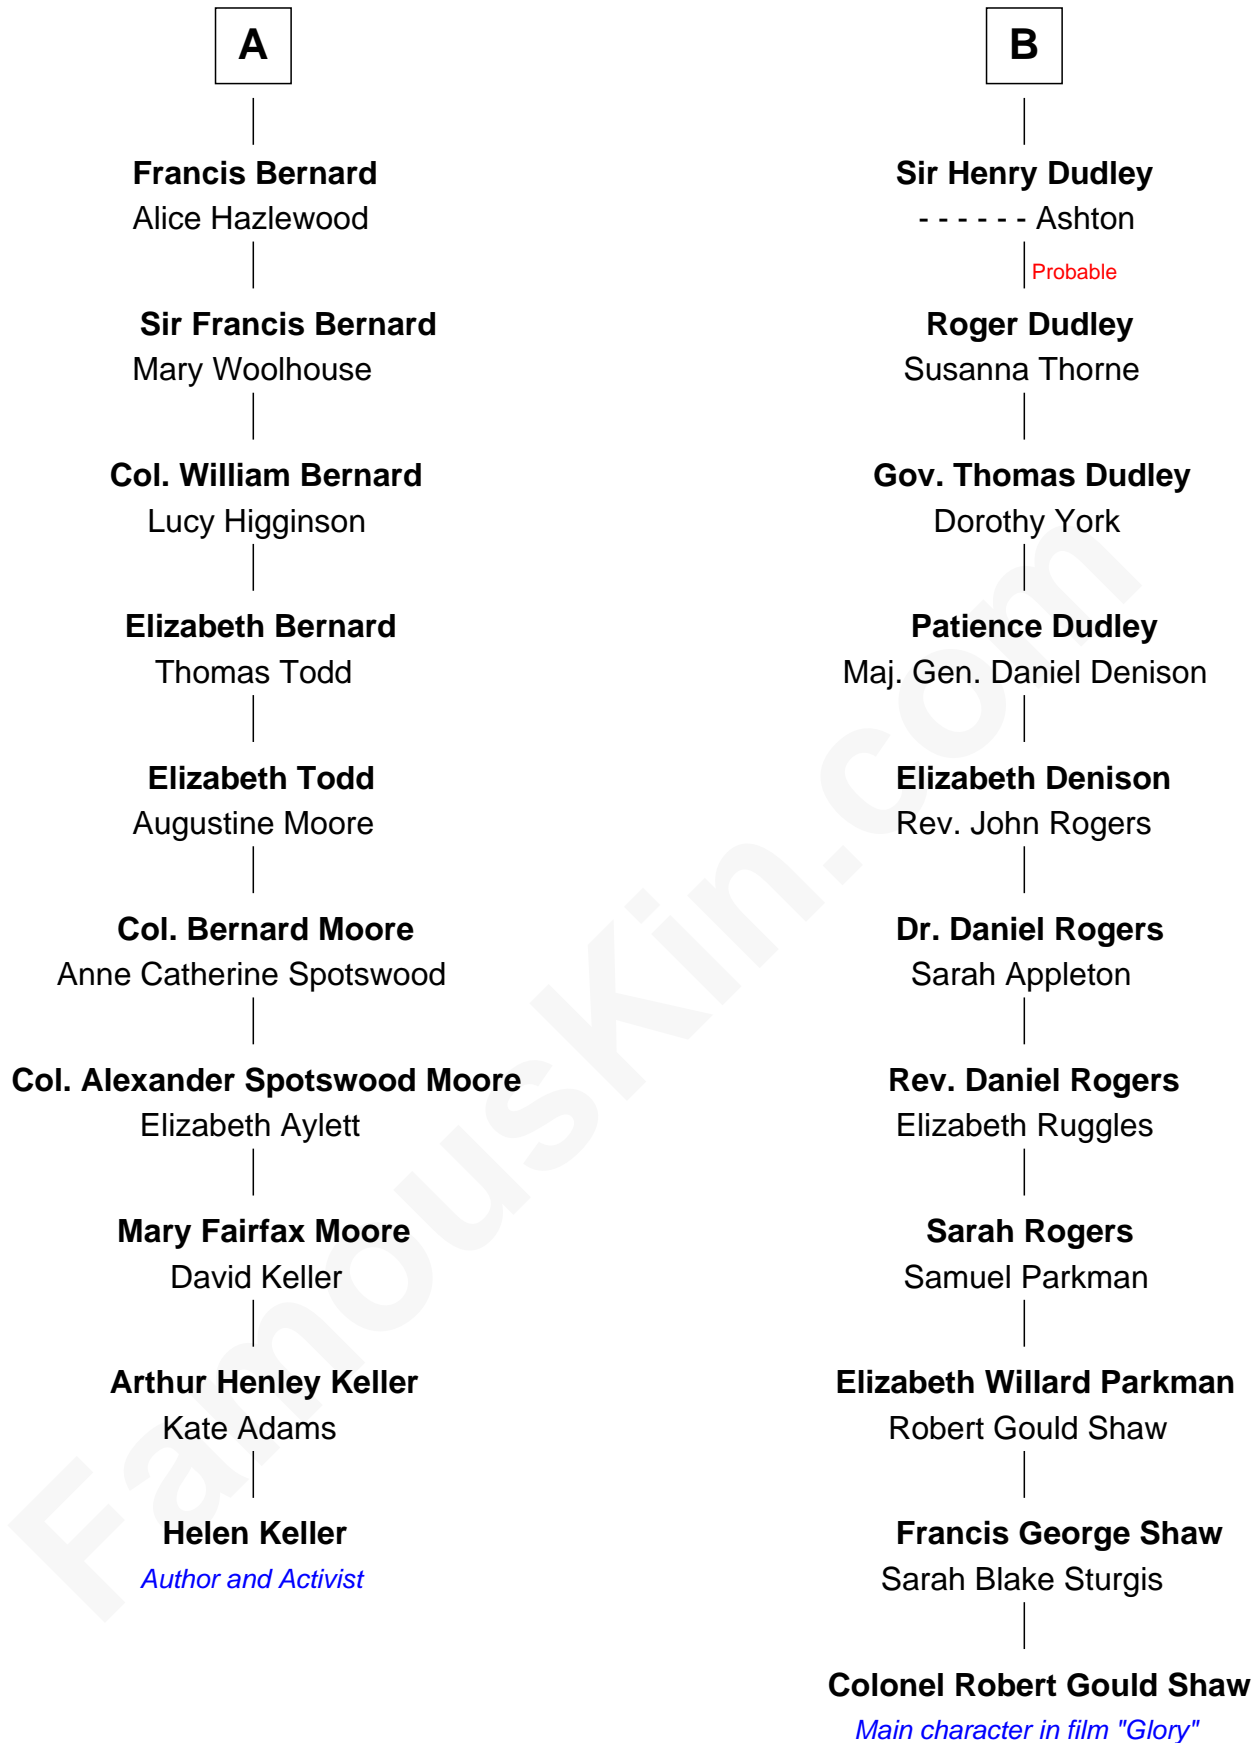 A
Francis Bernard
Alice Hazlewood
Sir Francis Bernard
Mary Woolhouse
Col. William Bernard
Lucy Higginson
Elizabeth Bernard
Thomas Todd
Elizabeth Todd
Augustine Moore
Col. Bernard Moore
Anne Catherine Spotswood
Col. Alexander Spotswood Moore
Elizabeth Aylett
Mary Fairfax Moore
David Keller
Arthur Henley Keller
Kate Adams
Helen Keller
Author and Activist
B
Sir Henry Dudley
- - - - - - Ashton
Probable
Roger Dudley
Susanna Thorne
Gov. Thomas Dudley
Dorothy York
Patience Dudley
Maj. Gen. Daniel Denison
Elizabeth Denison
Rev. John Rogers
Dr. Daniel Rogers
Sarah Appleton
Rev. Daniel Rogers
Elizabeth Ruggles
Sarah Rogers
Samuel Parkman
Elizabeth Willard Parkman
Robert Gould Shaw
Francis George Shaw
Sarah Blake Sturgis
Colonel Robert Gould Shaw
Main character in film "Glory"
FamousKin.com